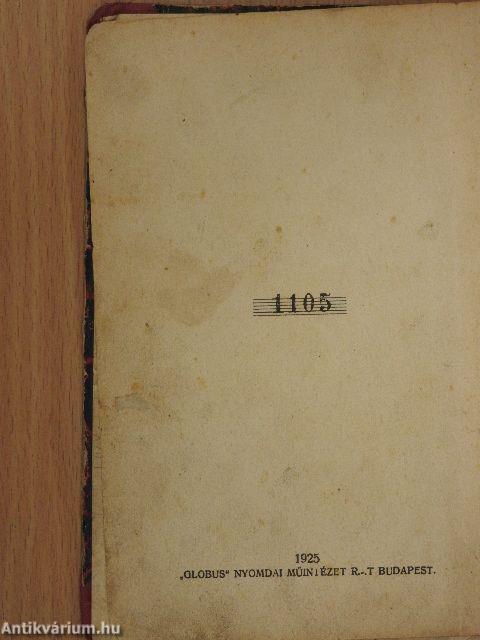 1105
1925
„GLOBUS“ NYOMDAI MŰINTÉZET R.-.T BUDAPEST.
Antikvárium.hu